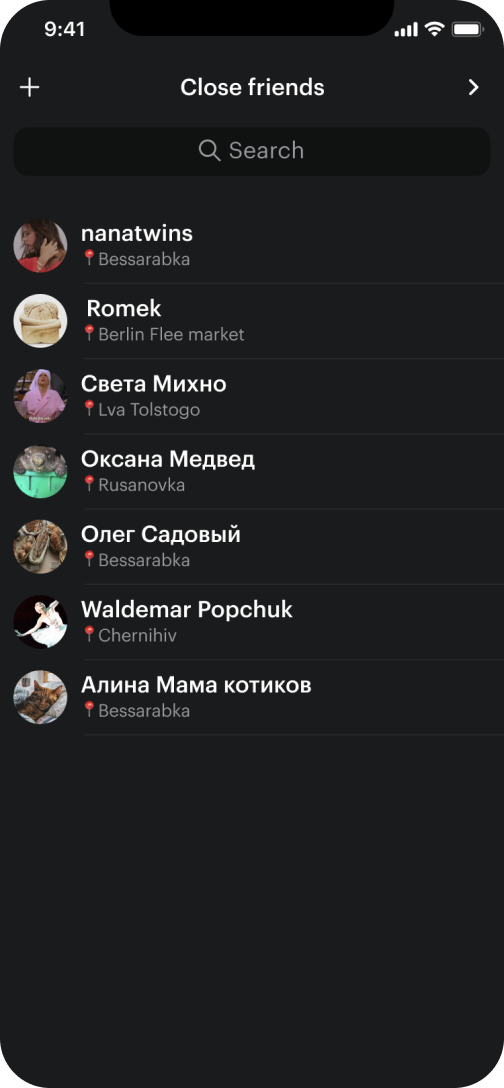 9:41
Close friends
Search
nanatwins
Bessarabka
Romek
Berlin Flee market
Света Михно
Lva Tolstogo
Оксана Медвед
Rusanovka
Олег Садовый
Bessarabka
Waldemar Popchuk
Chernihiv
Алина Мама котиков
Bessarabka